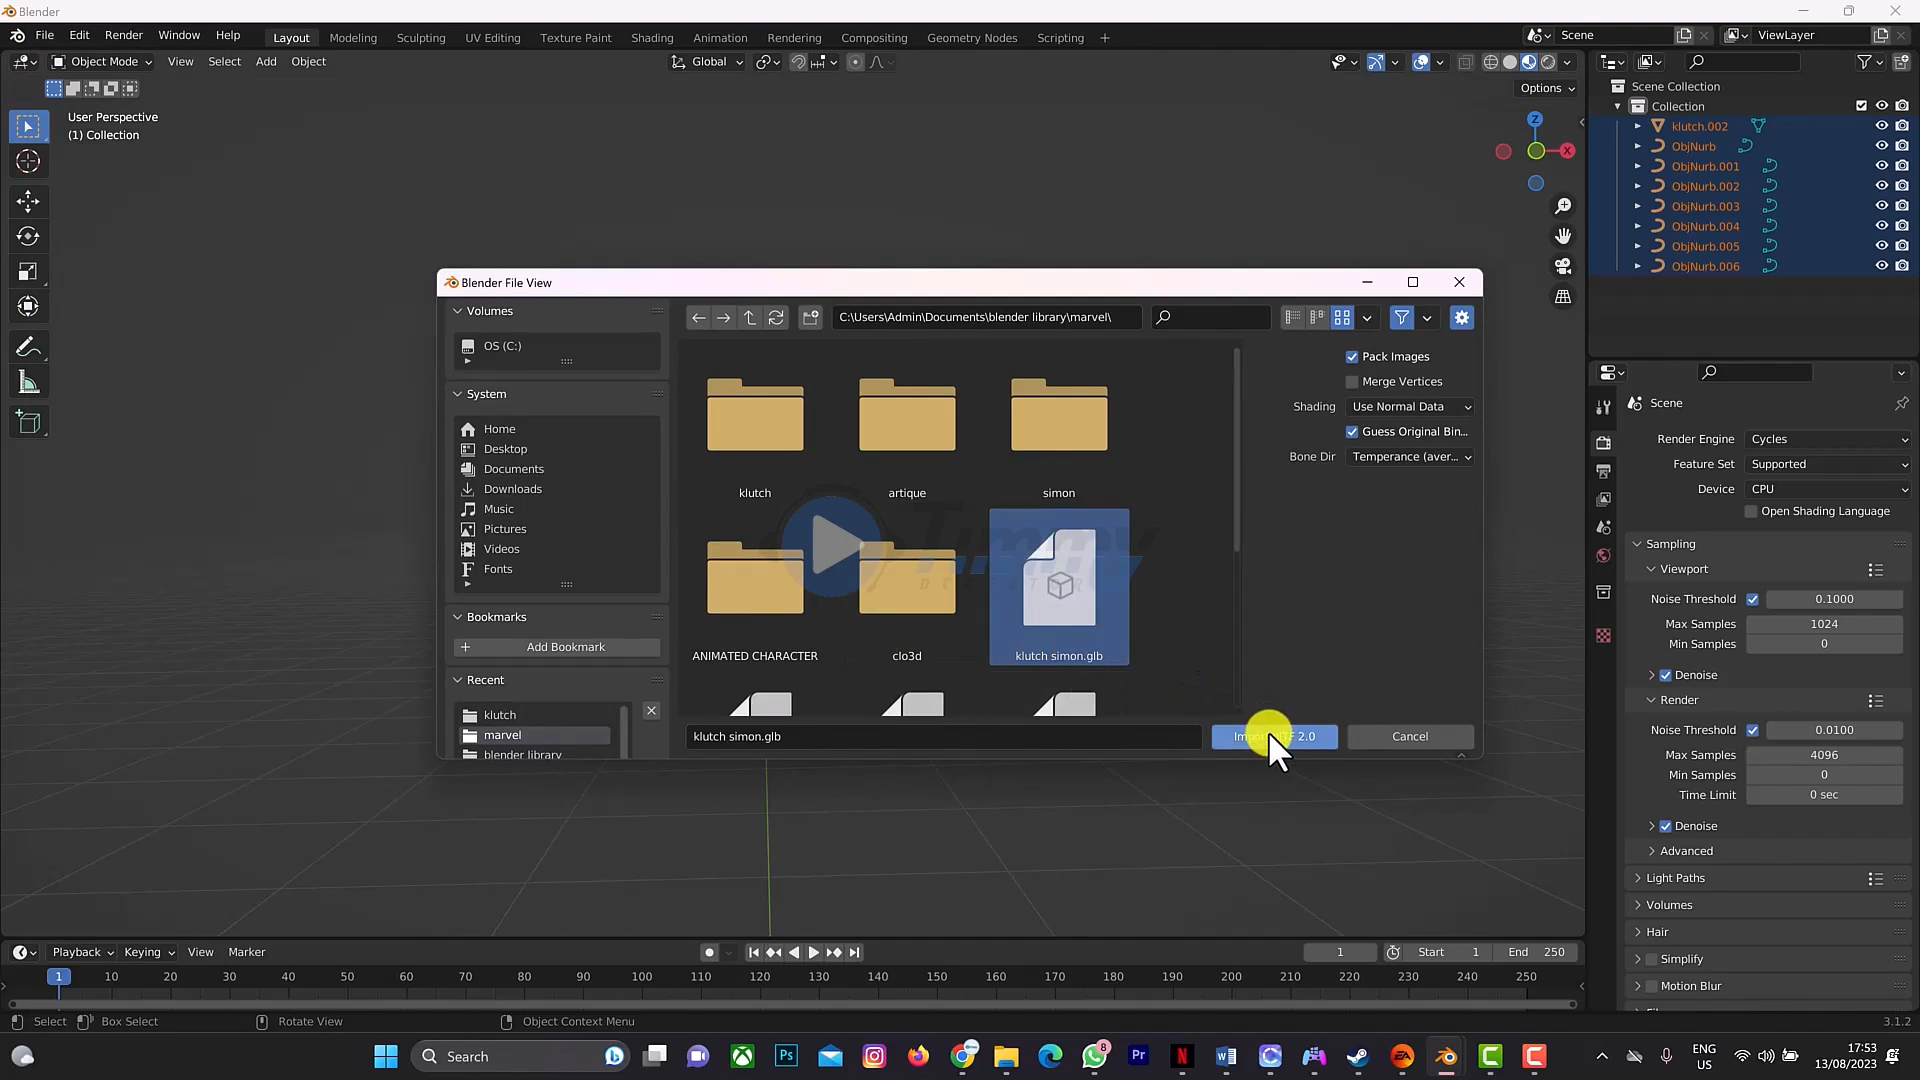 Blender
File Edit Render Window Help Layout Modeling Sculpting UV Editing Texture Paint Shading Animation Rendering Compositing Geometry Nodes Scripting + Scene ViewLayer
Object Mode View Select Add Object Global
Options
User Perspective
(1) Collection
Z
X
Scene Collection
Collection
klutch.002
ObjNurb
ObjNurb.001
ObjNurb.002
ObjNurb.003
ObjNurb.004
ObjNurb.005
ObjNurb.006
Blender File View
Volumes
OS (C:)
System
Home
Desktop
Documents
Downloads
Music
Pictures
Videos
Fonts
Bookmarks
Add Bookmark
Recent
klutch
marvel
blender library
C:\Users\Admin\Documents\blender library\marvel\
klutch artique simon
ANIMATED CHARACTER clo3d klutch simon.glb
Timmy
klutch simon.glb
Cancel
Pack Images
Merge Vertices
Shading Use Normal Data
Guess Original Bin...
Bone Dir Temperance (aver...
Scene
Render Engine Cycles
Feature Set Supported
Device CPU
Open Shading Language
Sampling
Viewport
Noise Threshold 0.1000
Max Samples 1024
Min Samples 0
Denoise
Render
Noise Threshold 0.0100
Max Samples 4096
Min Samples 0
Time Limit 0 sec
Denoise
Advanced
Light Paths
Volumes
Hair
Simplify
Motion Blur
Playback Keying View Marker 1 Start 1 End 250
1 10 20 30 40 50 60 70 80 90 100 110 120 130 140 150 160 170 180 190 200 210 220 230 240 250
Select Box Select Rotate View Object Context Menu 3.1.2
Search Ps 8 Pr N W EA C C
ENG
US
17:53
13/08/2023